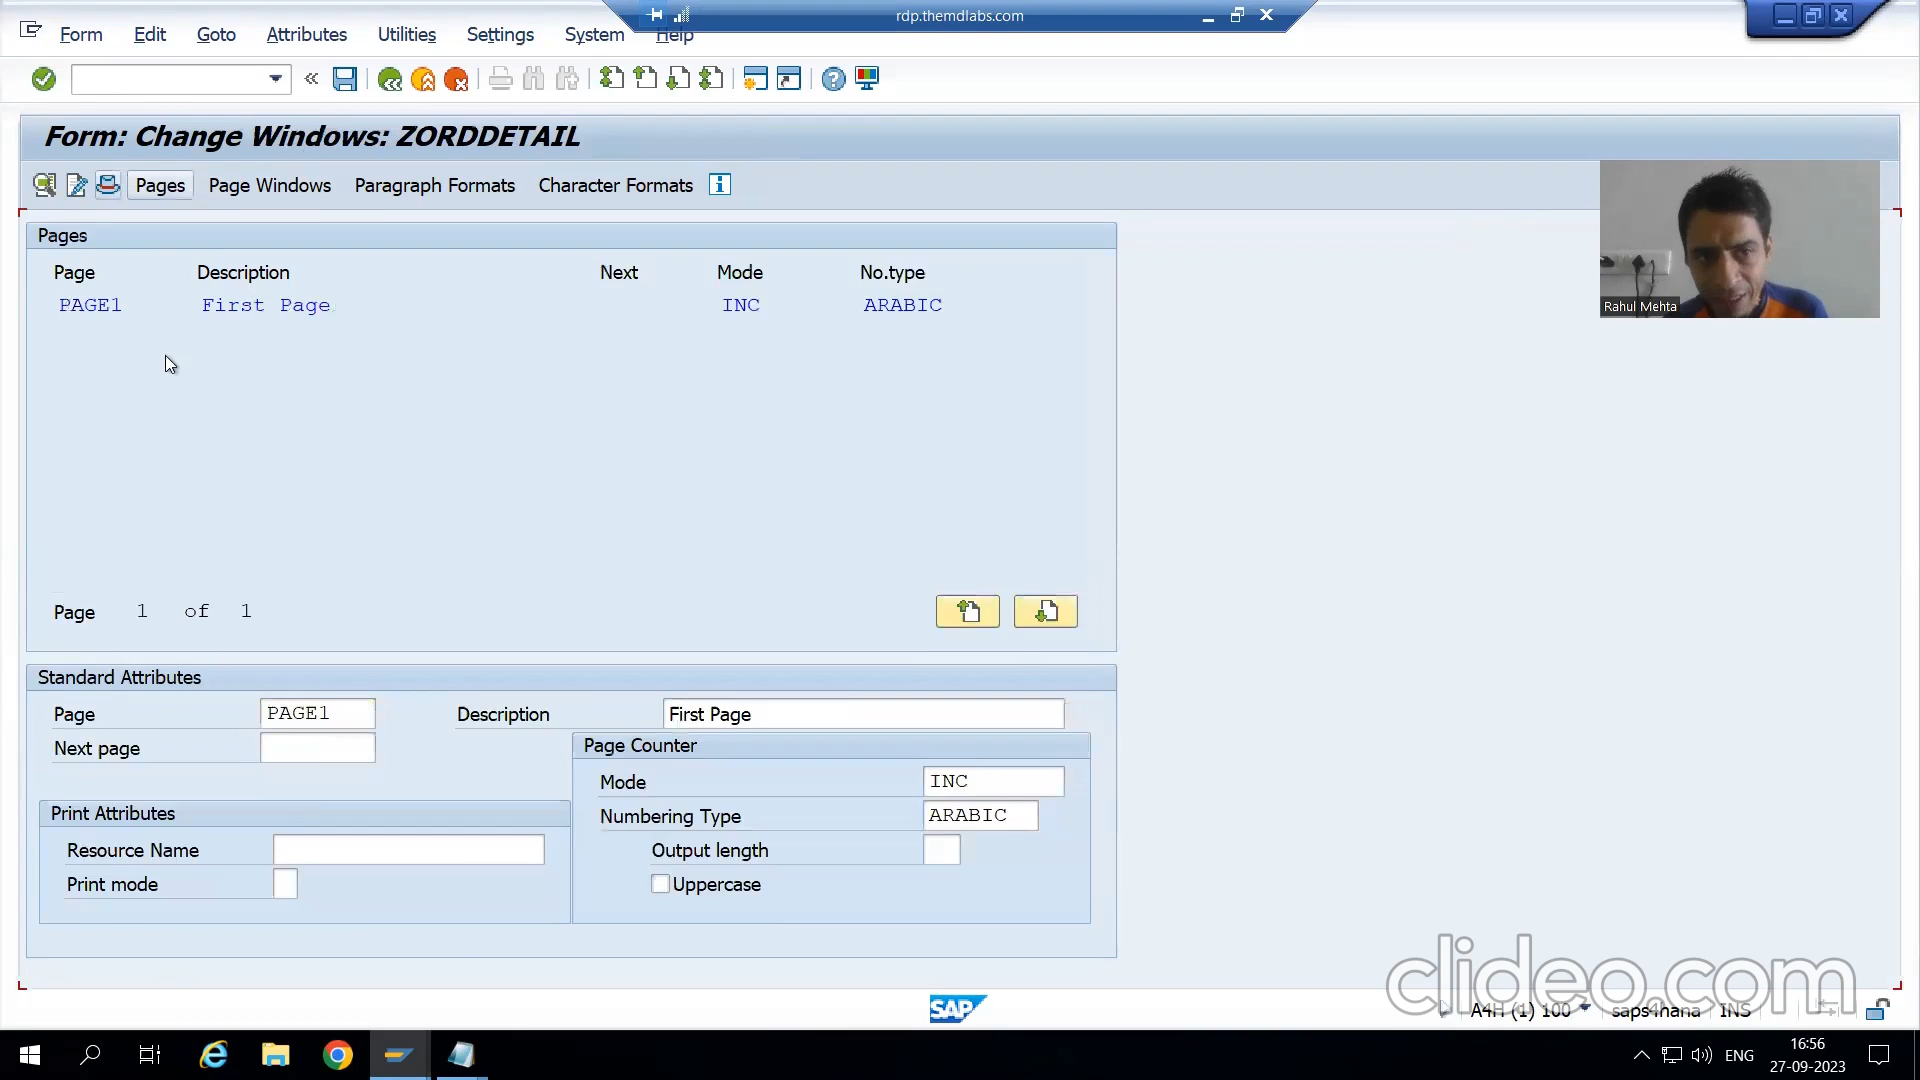 rdp.themdlabs.com
Form Edit Goto Attributes Utilities Settings System Help
Form: Change Windows: ZORDDETAIL
Pages Page Windows Paragraph Formats Character Formats
Rahul Mehta
Pages
Page Description Next Mode No.type
PAGE1 First Page INC ARABIC
Page 1 of 1
Standard Attributes
Page PAGE1 Description First Page
Next page
Page Counter
Mode INC
Numbering Type ARABIC
Output length
Uppercase
Print Attributes
Resource Name
Print mode
clideo.com
SAP
A4H (1) 100 saps4hana INS
ENG
16:56
27-09-2023